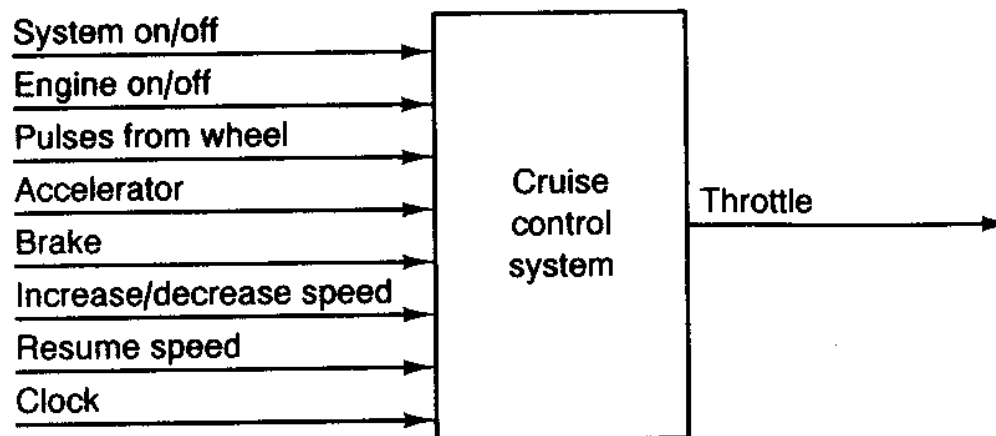 System on/off
Engine on/off
Pulses from wheel
Accelerator
Brake
Increase/decrease speed
Resume speed
Clock
Cruise
control
system
Throttle